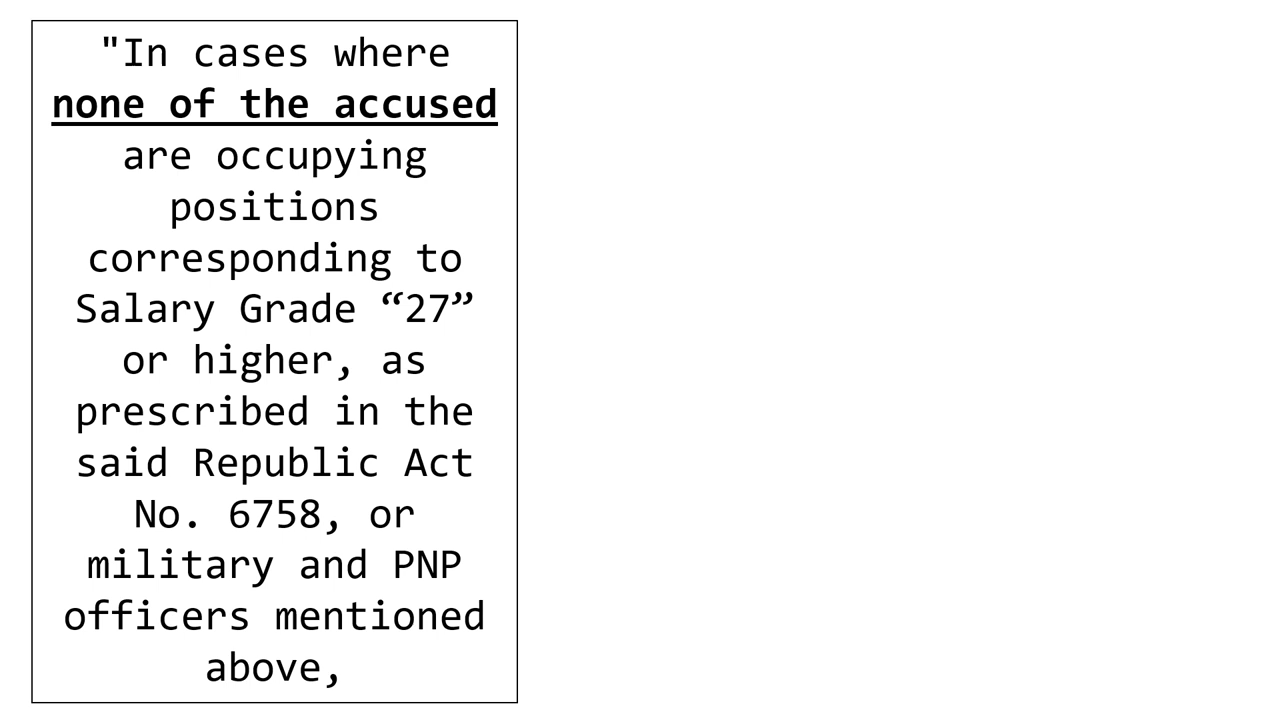 "In cases where
none of the accused
are occupying
positions
corresponding to
Salary Grade “27”
or higher, as
prescribed in the
said Republic Act
No. 6758, or
military and PNP
officers mentioned
above,